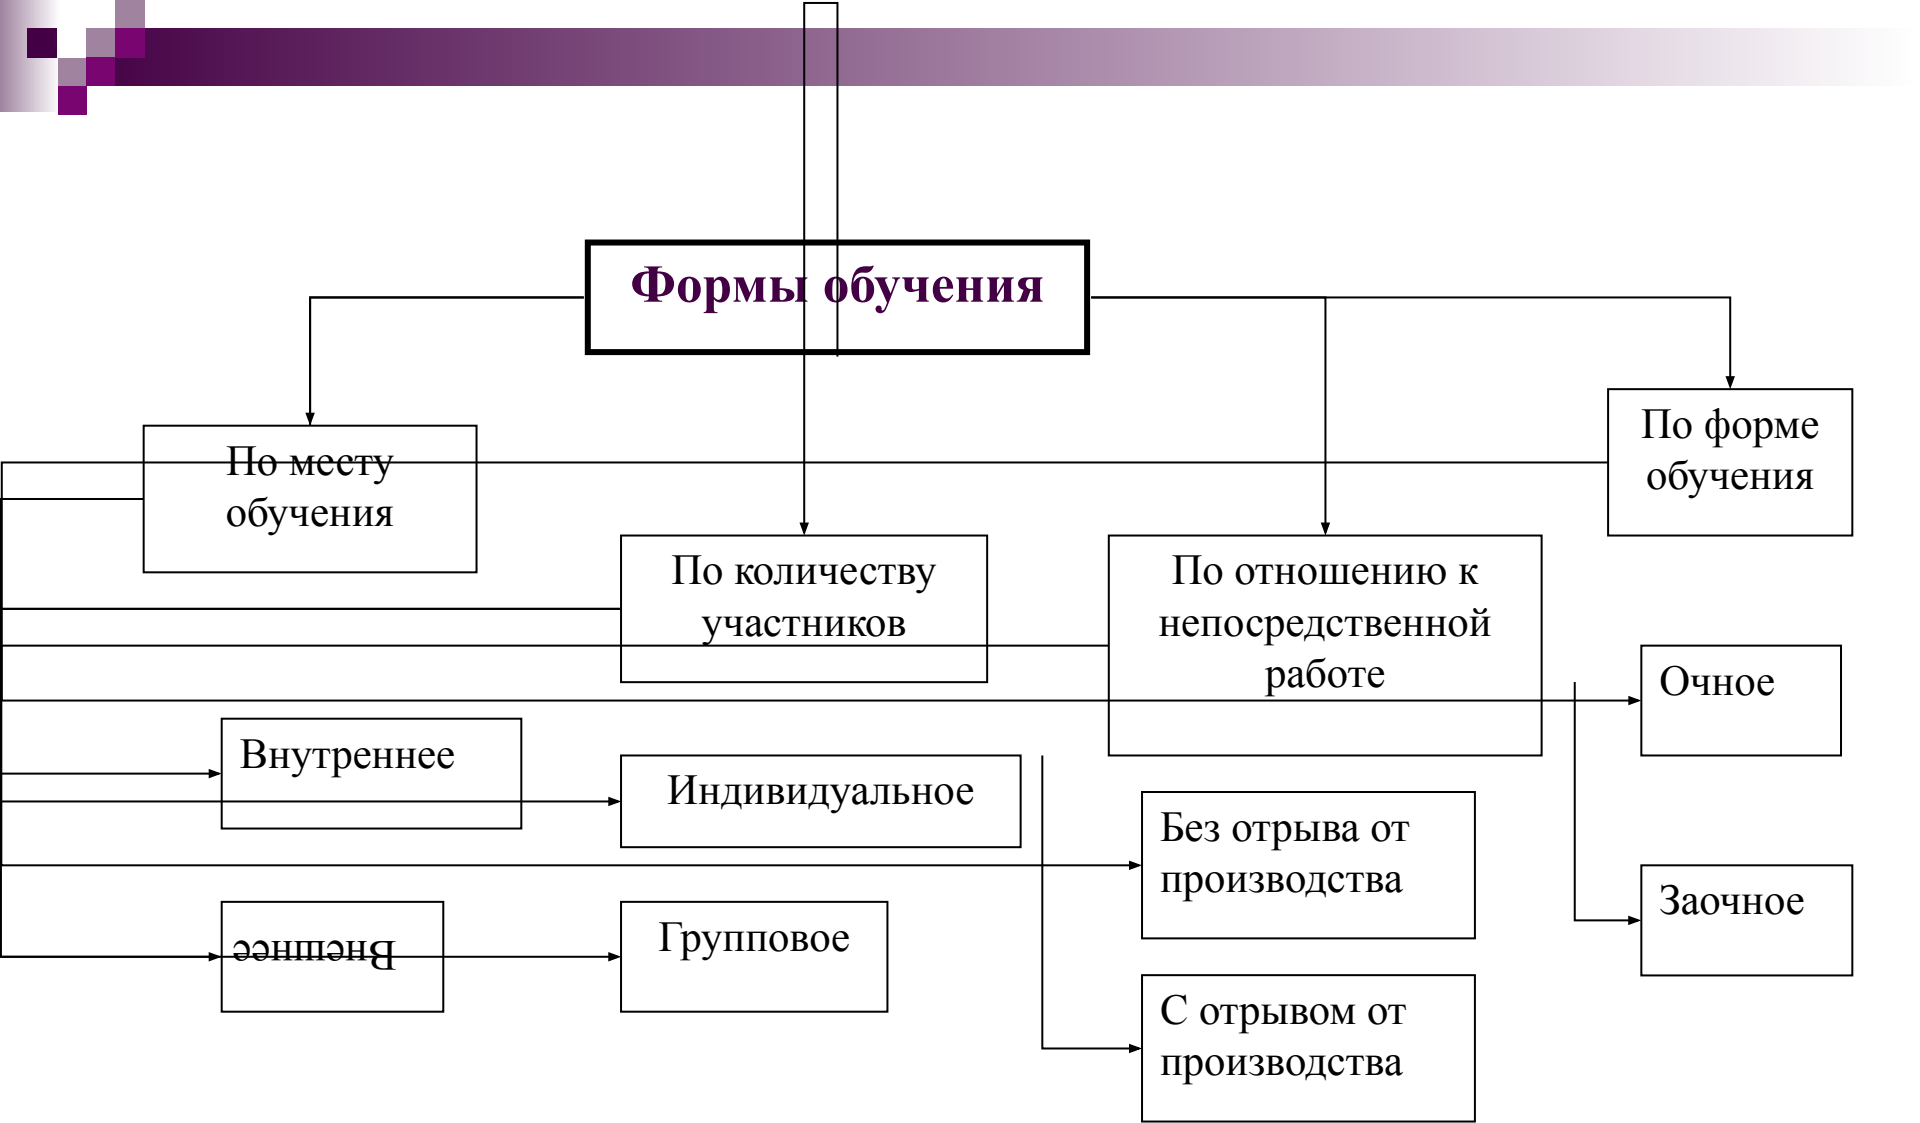 Формы обучения
По месту
обучения
По количеству
участников
По отношению к
непосредственной
работе
По форме
обучения
Внутреннее
Внешнее
Индивидуальное
Групповое
Без отрыва от
производства
С отрывом от
производства
Очное
Заочное